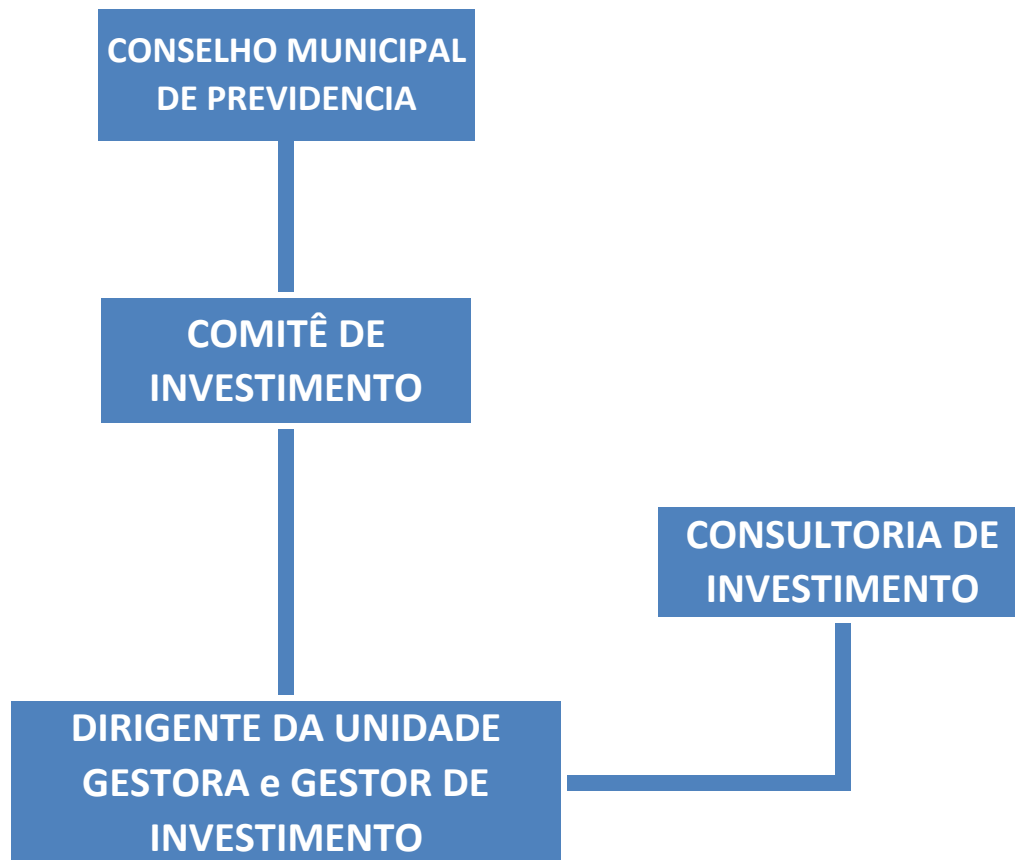 CONSELHO MUNICIPAL
DE PREVIDENCIA
COMITÊ DE
INVESTIMENTO
CONSULTORIA DE
INVESTIMENTO
DIRIGENTE DA UNIDADE
GESTORA e GESTOR DE
INVESTIMENTO